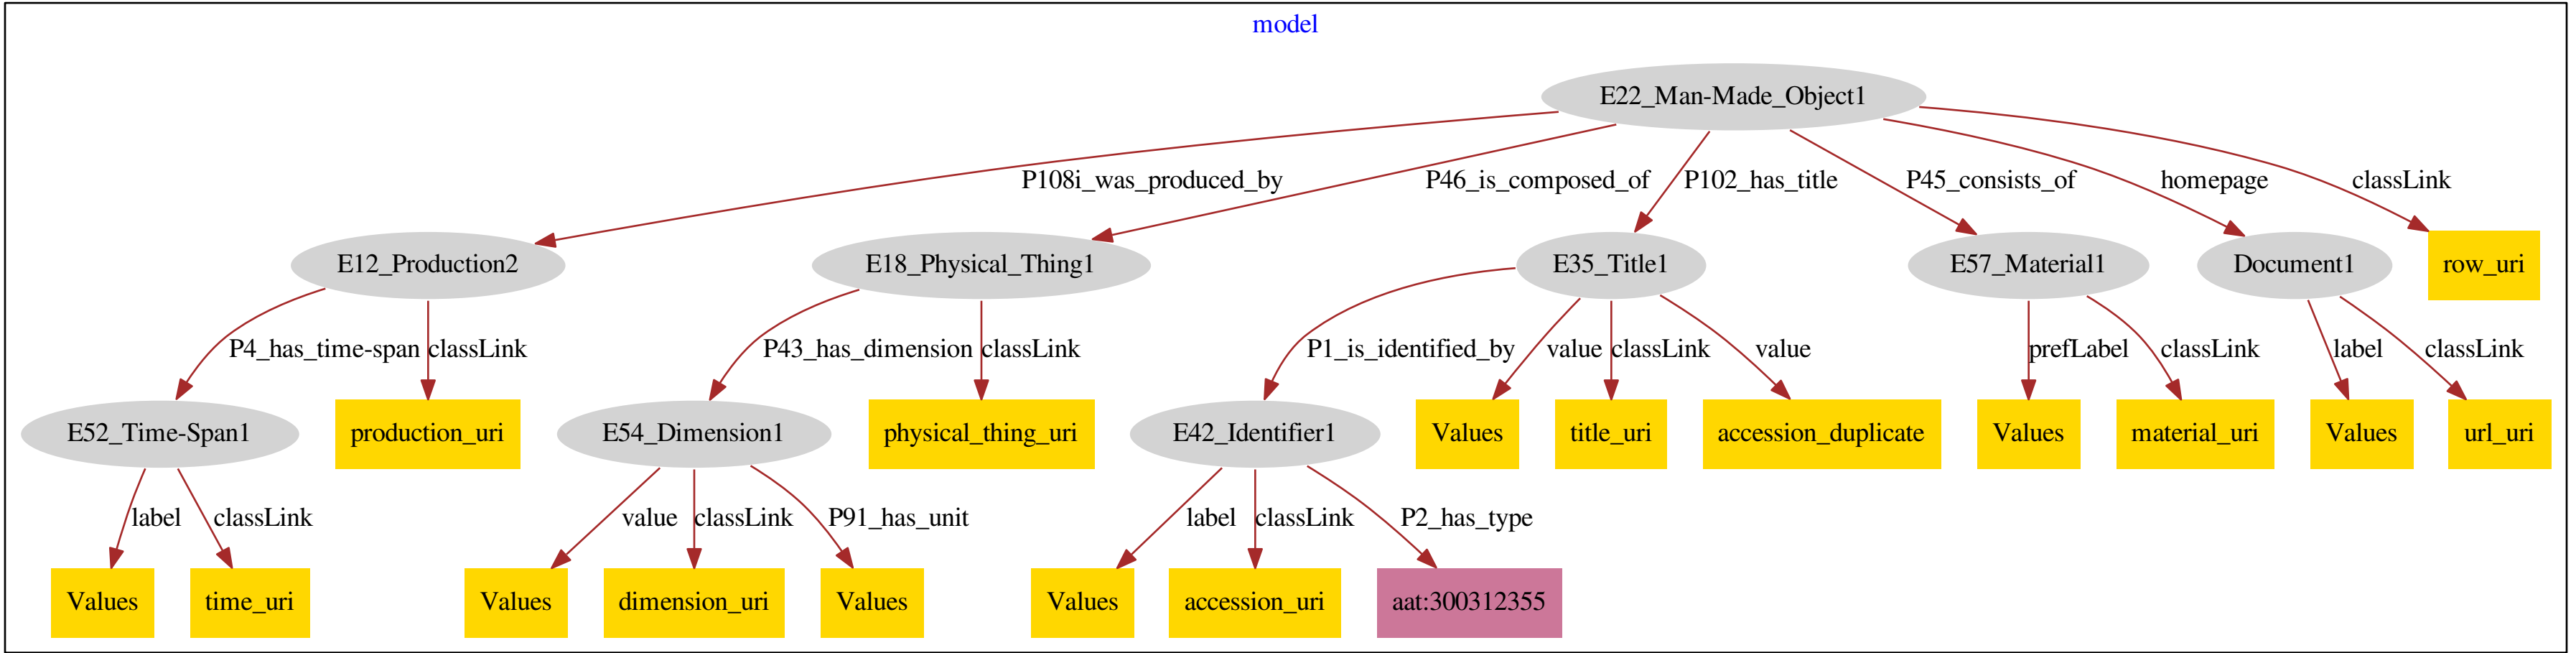 model
E22_Man-Made_Object1
P108i_was_produced_by
P46_is_composed_of
P102_has_title
P45_consists_of
homepage
classLink
E12_Production2
E18_Physical_Thing1
E35_Title1
E57_Material1
Document1
row_uri
P4_has_time-span
classLink
P43_has_dimension
classLink
P1_is_identified_by
value
classLink
value
prefLabel
classLink
label
classLink
E52_Time-Span1
production_uri
E54_Dimension1
physical_thing_uri
E42_Identifier1
Values
title_uri
accession_duplicate
Values
material_uri
Values
url_uri
label
classLink
value
classLink
P91_has_unit
label
classLink
P2_has_type
Values
time_uri
Values
dimension_uri
Values
Values
accession_uri
aat:300312355